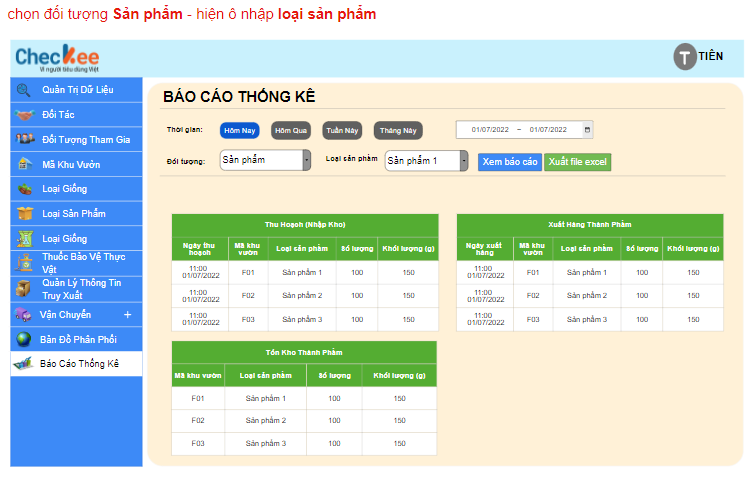 chọn đối tượng Sản phẩm - hiện ô nhập loại sản phẩm
Checkee
Vì người tiêu dùng Việt
T TIÊN
Quản Trị Dữ Liệu
Đối Tác
Đối Tượng Tham Gia
Mã Khu Vườn
Loại Giống
Loại Sản Phẩm
Loại Giống
Thuốc Bảo Vệ Thực
Vật
Quản Lý Thông Tin
Truy Xuất
Vận Chuyển +
Bản Đồ Phân Phối
Báo Cáo Thống Kê
BÁO CÁO THỐNG KÊ
Thời gian: Hôm Nay Hôm Qua Tuần Này Tháng Này 01/07/2022 – 01/07/2022
Đối tượng: Sản phẩm Loại sản phẩm Sản phẩm 1 Xem báo cáo Xuất file excel
Thu Hoạch (Nhập Kho)
Ngày thu hoạch Mã khu vườn Loại sản phẩm Số lượng Khối lượng (g)
11:00 01/07/2022 F01 Sản phẩm 1 100 150
11:00 01/07/2022 F02 Sản phẩm 2 100 150
11:00 01/07/2022 F03 Sản phẩm 3 100 150
Xuất Hàng Thành Phẩm
Ngày xuất hàng Mã khu vườn Loại sản phẩm Số lượng Khối lượng (g)
11:00 01/07/2022 F01 Sản phẩm 1 100 150
11:00 01/07/2022 F02 Sản phẩm 2 100 150
11:00 01/07/2022 F03 Sản phẩm 3 100 150
Tồn Kho Thành Phẩm
Mã khu vườn Loại sản phẩm Số lượng Khối lượng (g)
F01 Sản phẩm 1 100 150
F02 Sản phẩm 2 100 150
F03 Sản phẩm 3 100 150